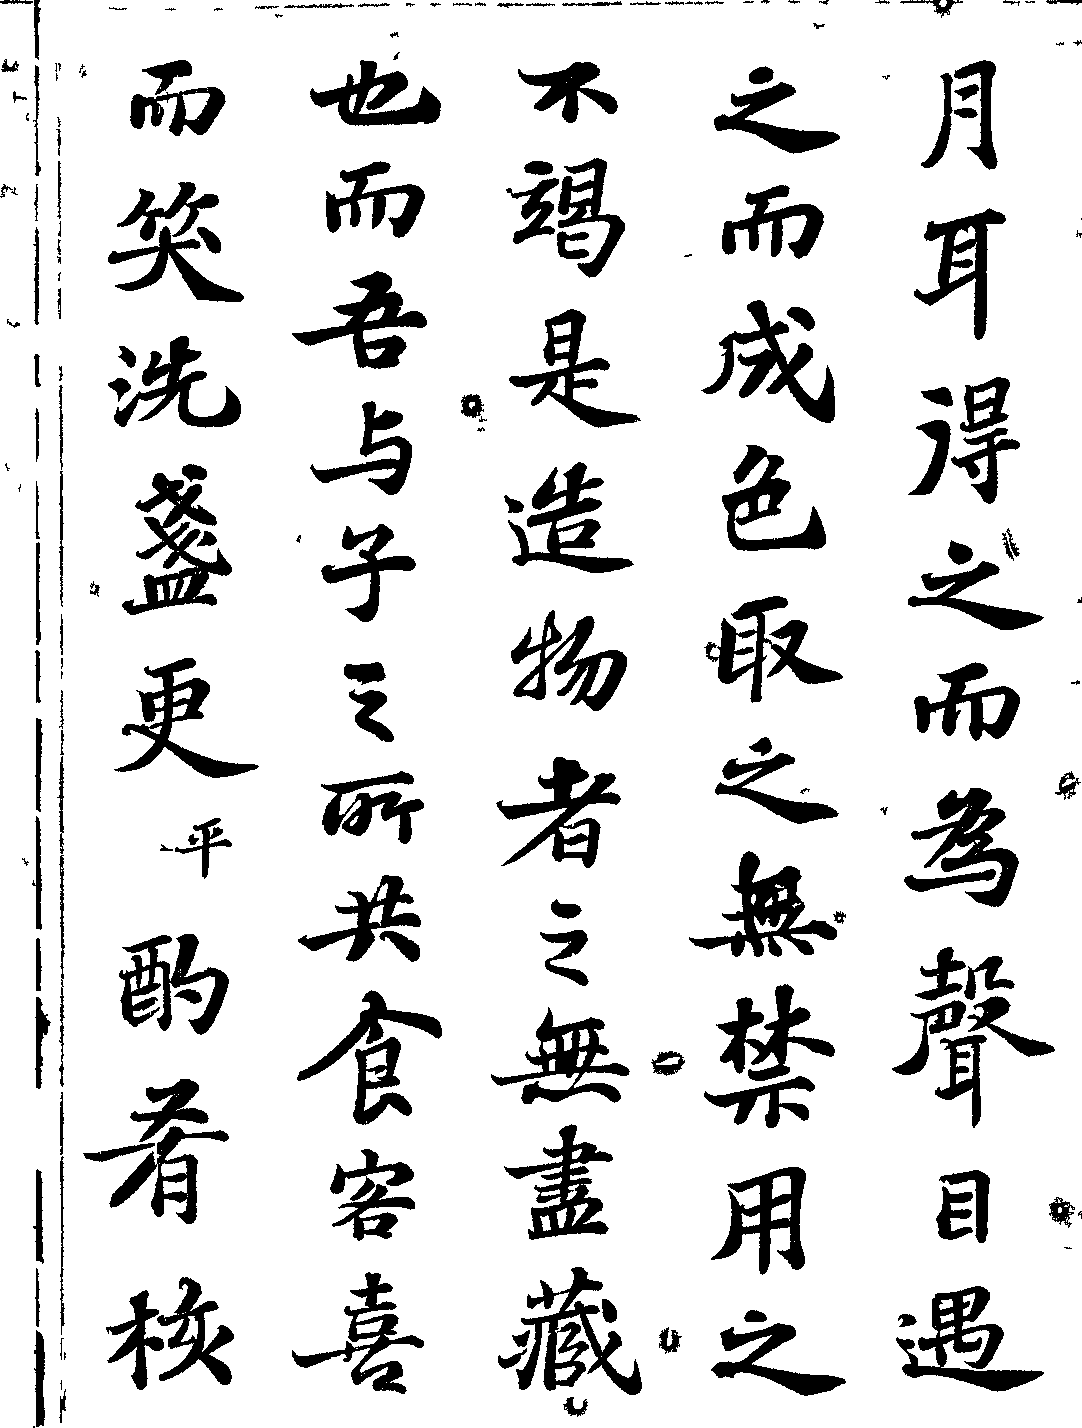 月耳得之而為聲目遇
之而成色取之無禁用之
不竭是造物者之無盡藏
也而吾与子之所共食客喜
而笑洗盞更平酌肴核